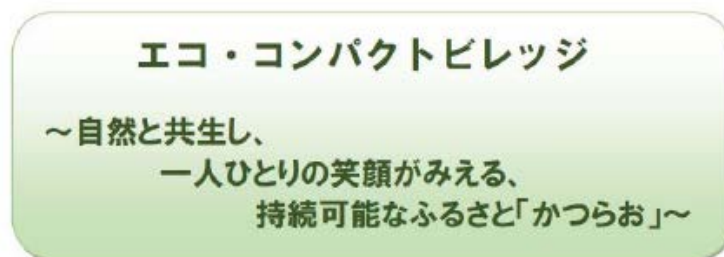 エコ・コンパクトビレッジ
～自然と共生し、
一人ひとりの笑顔がみえる、
持続可能なふるさと「かつらお」～